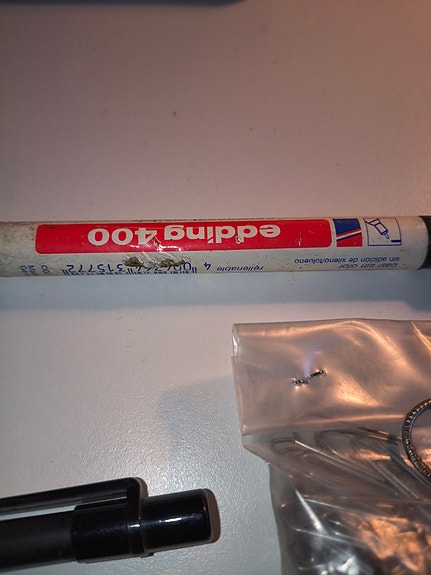 edding 400
casi sin olor
sin adición de xileno/tolueno
rellenable